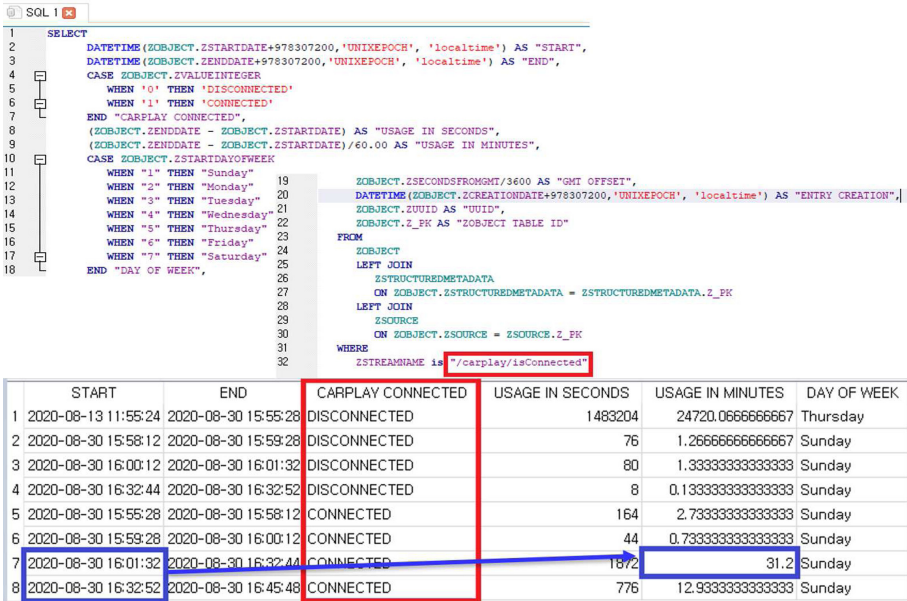 SQL 1
1 SELECT
2 DATETIME(ZOBJECT.ZSTARTDATE+978307200,'UNIXEPOCH', 'localtime') AS "START",
3 DATETIME(ZOBJECT.ZENDDATE+978307200,'UNIXEPOCH', 'localtime') AS "END",
4 CASE ZOBJECT.ZVALUEINTEGER
5 WHEN '0' THEN 'DISCONNECTED'
6 WHEN '1' THEN 'CONNECTED'
7 END "CARPLAY CONNECTED",
8 (ZOBJECT.ZENDDATE - ZOBJECT.ZSTARTDATE) AS "USAGE IN SECONDS",
9 (ZOBJECT.ZENDDATE - ZOBJECT.ZSTARTDATE)/60.00 AS "USAGE IN MINUTES",
10 CASE ZOBJECT.ZSTARTDAYOFWEEK
11 WHEN "1" THEN "Sunday"
12 WHEN "2" THEN "Monday"
13 WHEN "3" THEN "Tuesday"
14 WHEN "4" THEN "Wednesday"
15 WHEN "5" THEN "Thursday"
16 WHEN "6" THEN "Friday"
17 WHEN "7" THEN "Saturday"
18 END "DAY OF WEEK",
19 ZOBJECT.ZSECONDSFROMGMT/3600 AS "GMT OFFSET",
20 DATETIME(ZOBJECT.ZCREATIONDATE+978307200,'UNIXEPOCH', 'localtime') AS "ENTRY CREATION",
21 ZOBJECT.ZUUID AS "UUID",
22 ZOBJECT.Z_PK AS "ZOBJECT TABLE ID"
23 FROM
24 ZOBJECT
25 LEFT JOIN
26 ZSTRUCTUREDMETADATA
27 ON ZOBJECT.ZSTRUCTUREDMETADATA = ZSTRUCTUREDMETADATA.Z_PK
28 LEFT JOIN
29 ZSOURCE
30 ON ZOBJECT.ZSOURCE = ZSOURCE.Z_PK
31 WHERE
32 ZSTREAMNAME is "/carplay/isConnected"
START END CARPLAY CONNECTED USAGE IN SECONDS USAGE IN MINUTES DAY OF WEEK
1 2020-08-13 11:55:24 2020-08-30 15:55:28 DISCONNECTED 1483204 24720.0666666667 Thursday
2 2020-08-30 15:58:12 2020-08-30 15:59:28 DISCONNECTED 76 1.26666666666667 Sunday
3 2020-08-30 16:00:12 2020-08-30 16:01:32 DISCONNECTED 80 1.33333333333333 Sunday
4 2020-08-30 16:32:44 2020-08-30 16:32:52 DISCONNECTED 8 0.133333333333333 Sunday
5 2020-08-30 15:55:28 2020-08-30 15:58:12 CONNECTED 164 2.73333333333333 Sunday
6 2020-08-30 15:59:28 2020-08-30 16:00:12 CONNECTED 44 0.733333333333333 Sunday
7 2020-08-30 16:01:32 2020-08-30 16:32:44 CONNECTED 1872 31.2 Sunday
8 2020-08-30 16:32:52 2020-08-30 16:45:48 CONNECTED 776 12.9333333333333 Sunday